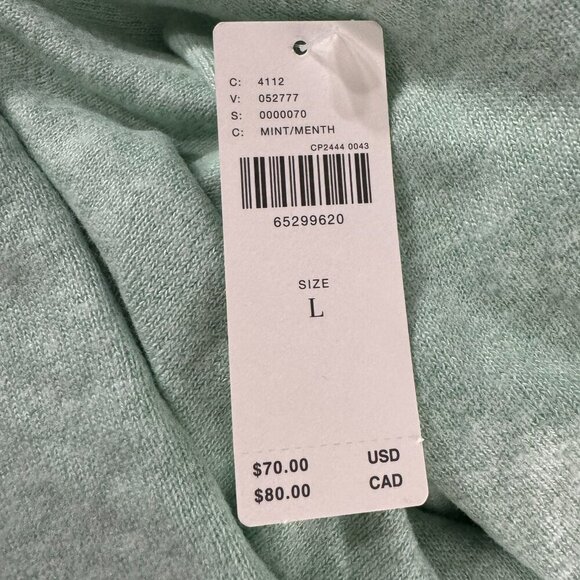 C: 4112
V: 052777
S: 0000070
C: MINT/MENTH
CP2444 0043
65299620
SIZE
L
$70.00 USD
$80.00 CAD